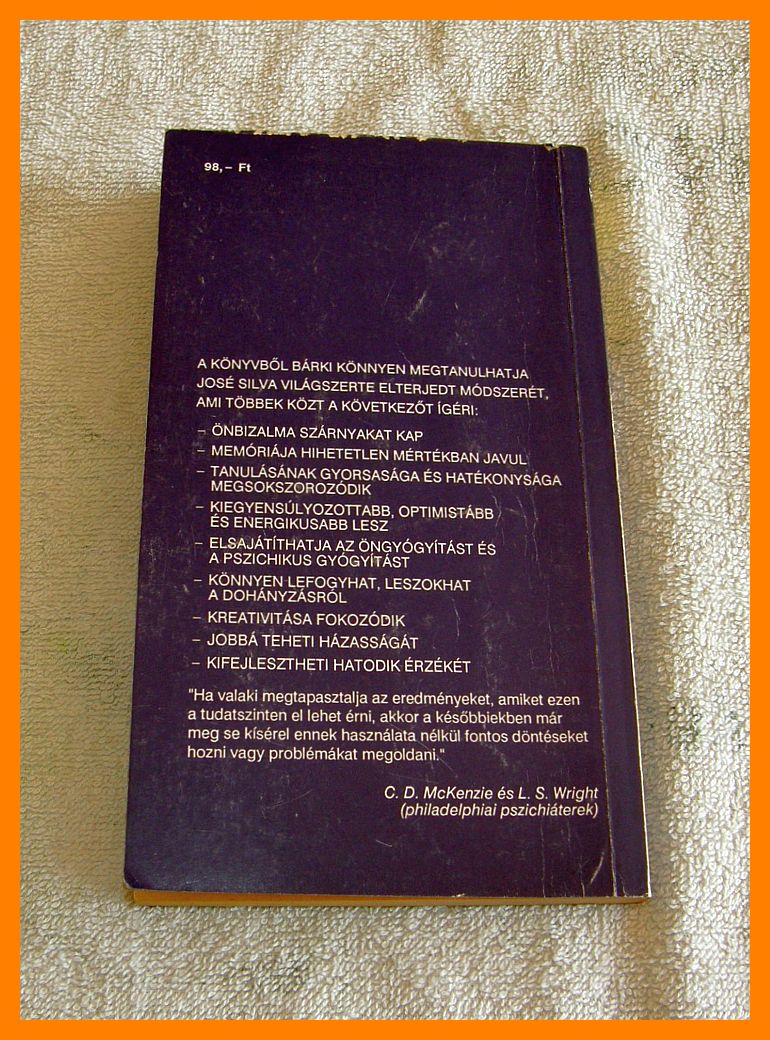 98,– Ft
A KÖNYVBŐL BÁRKI KÖNNYEN MEGTANULHATJA
JOSÉ SILVA VILÁGSZERTE ELTERJEDT MÓDSZERÉT,
AMI TÖBBEK KÖZT A KÖVETKEZŐT ÍGÉRI:
– ÖNBIZALMA SZÁRNYAKAT KAP
– MEMÓRIÁJA HIHETETLEN MÉRTÉKBAN JAVUL
– TANULÁSÁNAK GYORSASÁGA ÉS HATÉKONYSÁGA
MEGSOKSZOROZÓDIK
– KIEGYENSÚLYOZOTTABB, OPTIMISTÁBB
ÉS ENERGIKUSABB LESZ
– ELSAJÁTÍTHATJA AZ ÖNGYÓGYÍTÁST ÉS
A PSZICHIKUS GYÓGYÍTÁST
– KÖNNYEN LEFOGYHAT, LESZOKHAT
A DOHÁNYZÁSRÓL
– KREATIVITÁSA FOKOZÓDIK
– JOBBÁ TEHETI HÁZASSÁGÁT
– KIFEJLESZTHETI HATODIK ÉRZÉKÉT
"Ha valaki megtapasztalja az eredményeket, amiket ezen
a tudatszinten el lehet érni, akkor a későbbiekben már
meg se kísérel ennek használata nélkül fontos döntéseket
hozni vagy problémákat megoldani."
C. D. McKenzie és L. S. Wright
(philadelphiai pszichiáterek)